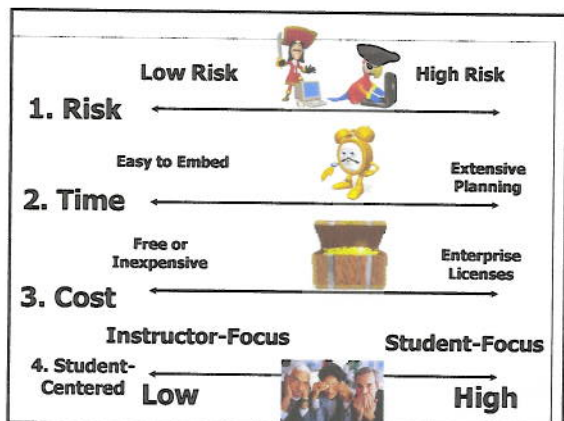 Low Risk
High Risk
1. Risk
Easy to Embed
Extensive
Planning
2. Time
Free or
Inexpensive
Enterprise
Licenses
3. Cost
Instructor-Focus
Student-Focus
4. Student-
Centered
Low
High